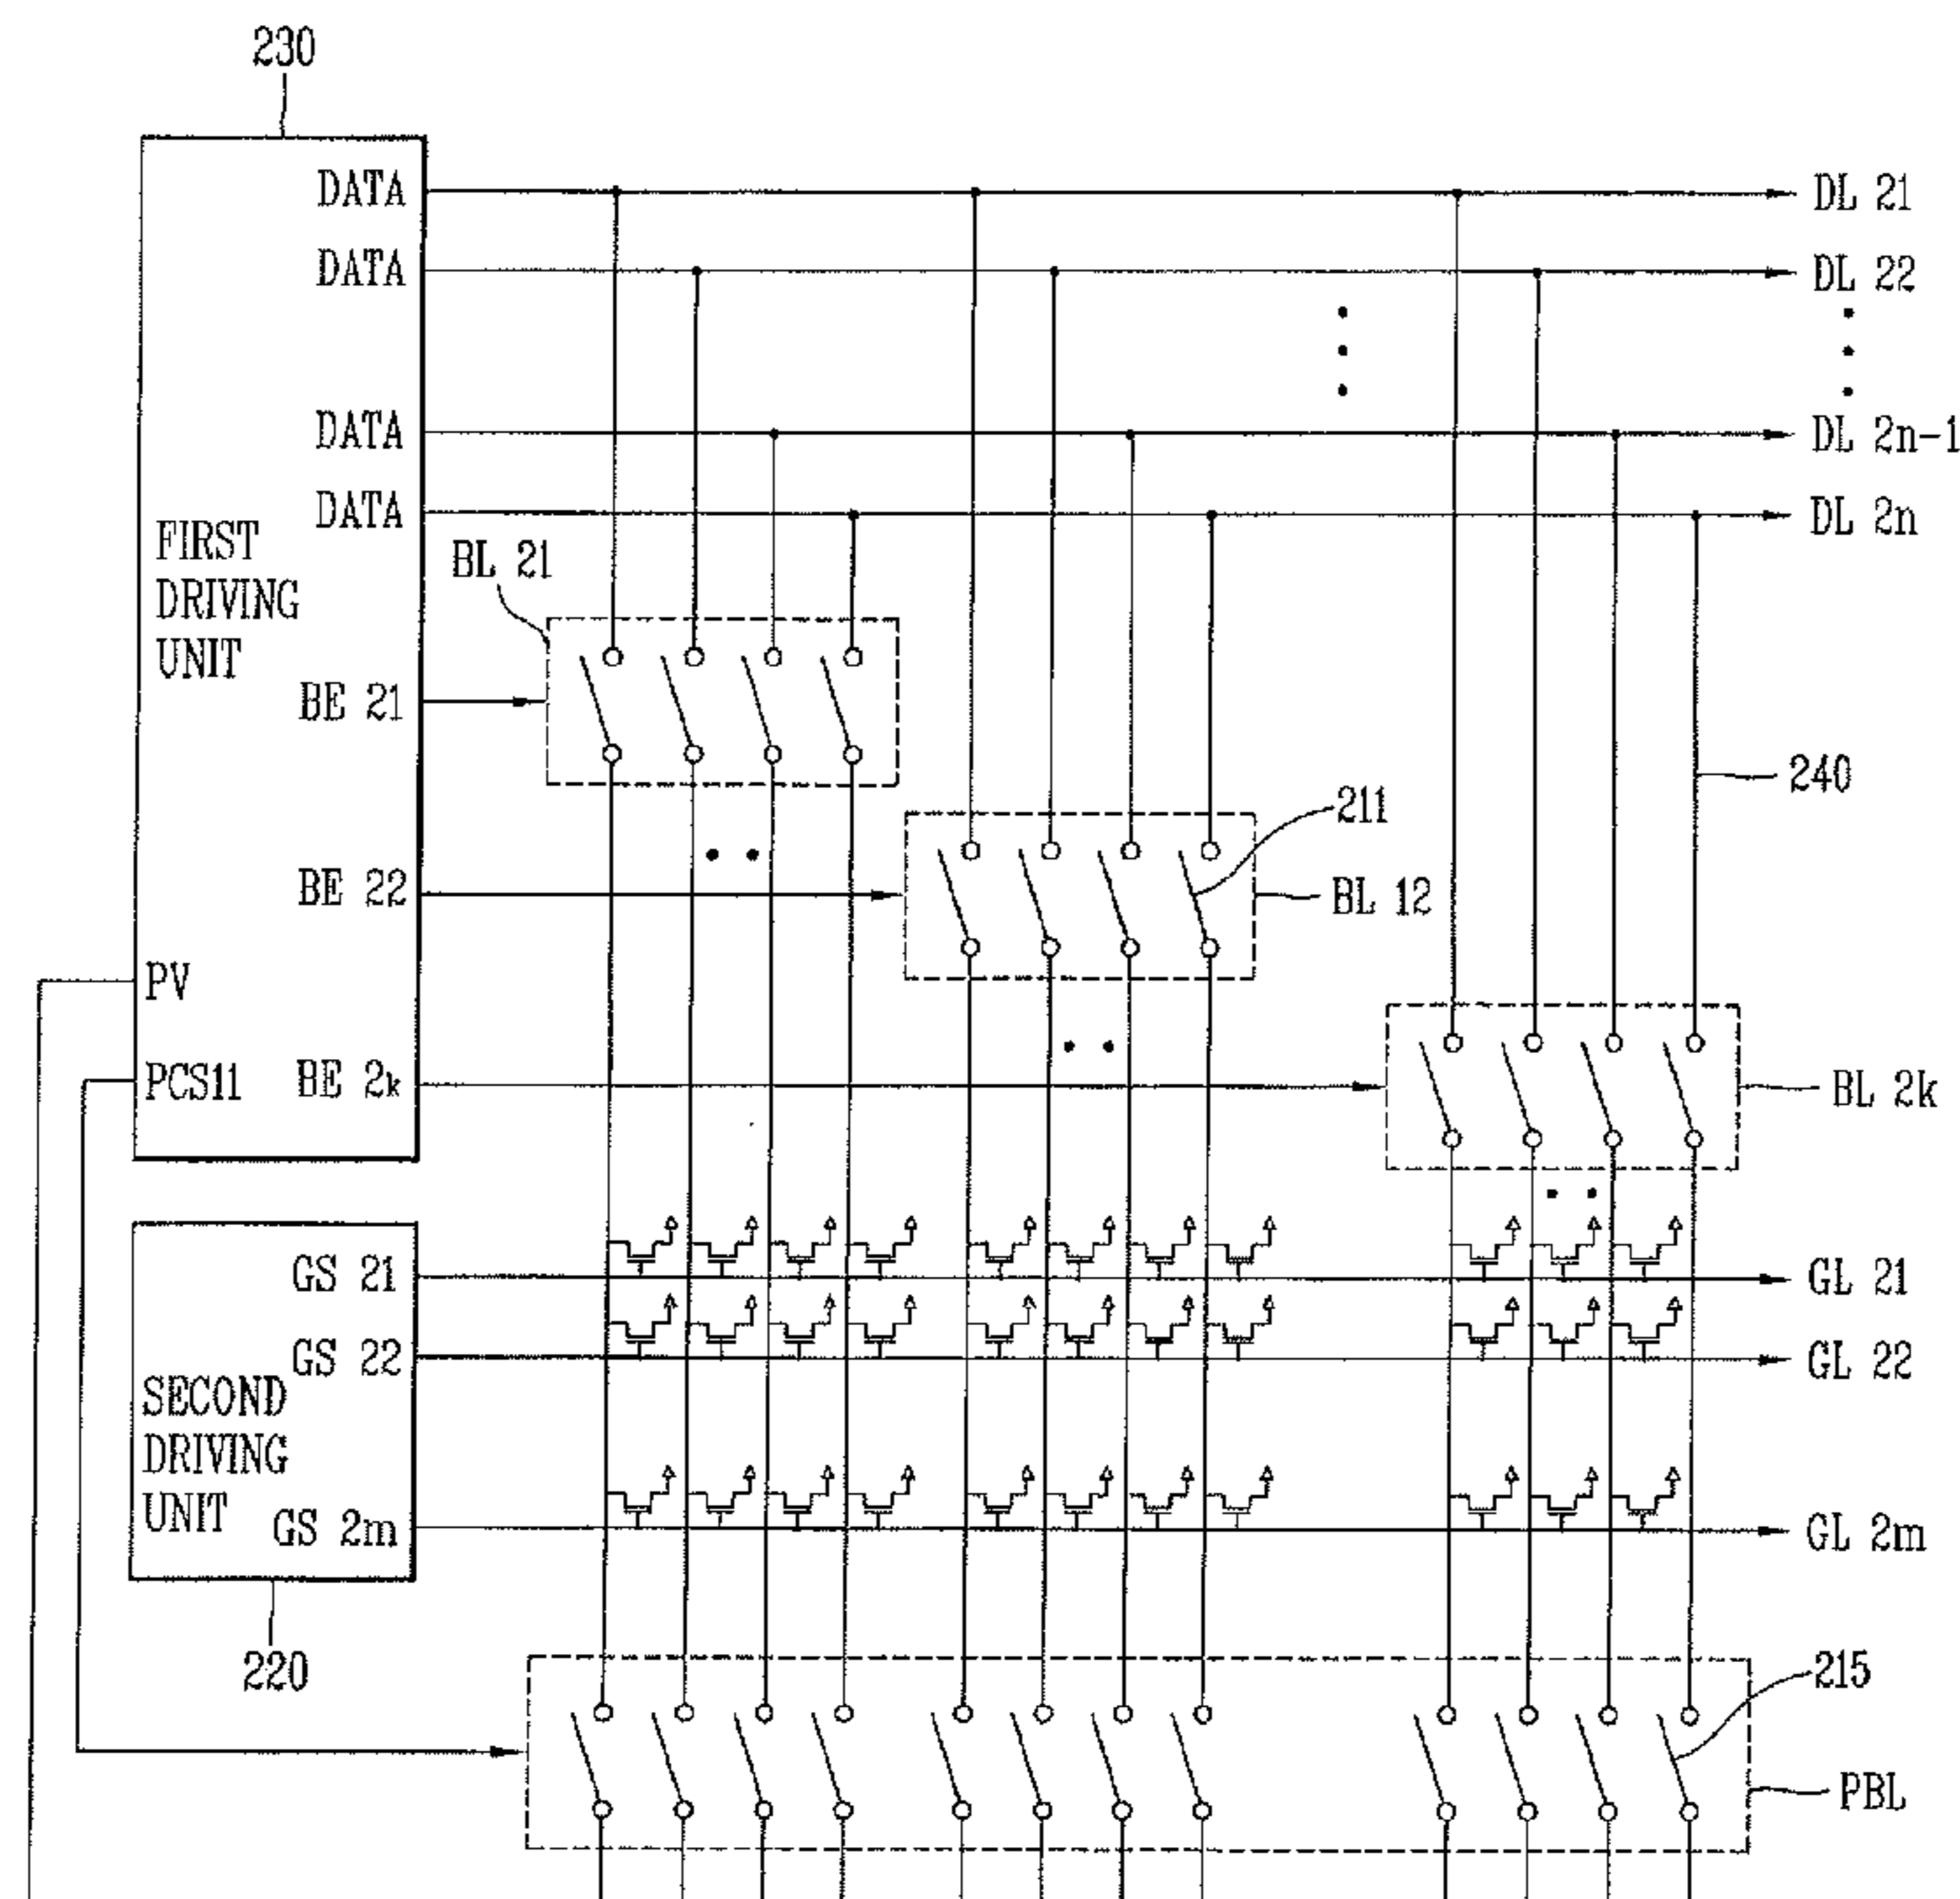 230
DATA
DL 21
DATA
DL 22
DATA
DL 2n-1
DATA
DL 2n
FIRST
DRIVING
UNIT
BL 21
BE 21
240
211
BE 22
BL 12
PV
PCS11
BE 2k
BL 2k
GS 21
GL 21
GS 22
GL 22
SECOND
DRIVING
UNIT
GS 2m
GL 2m
220
215
PBL